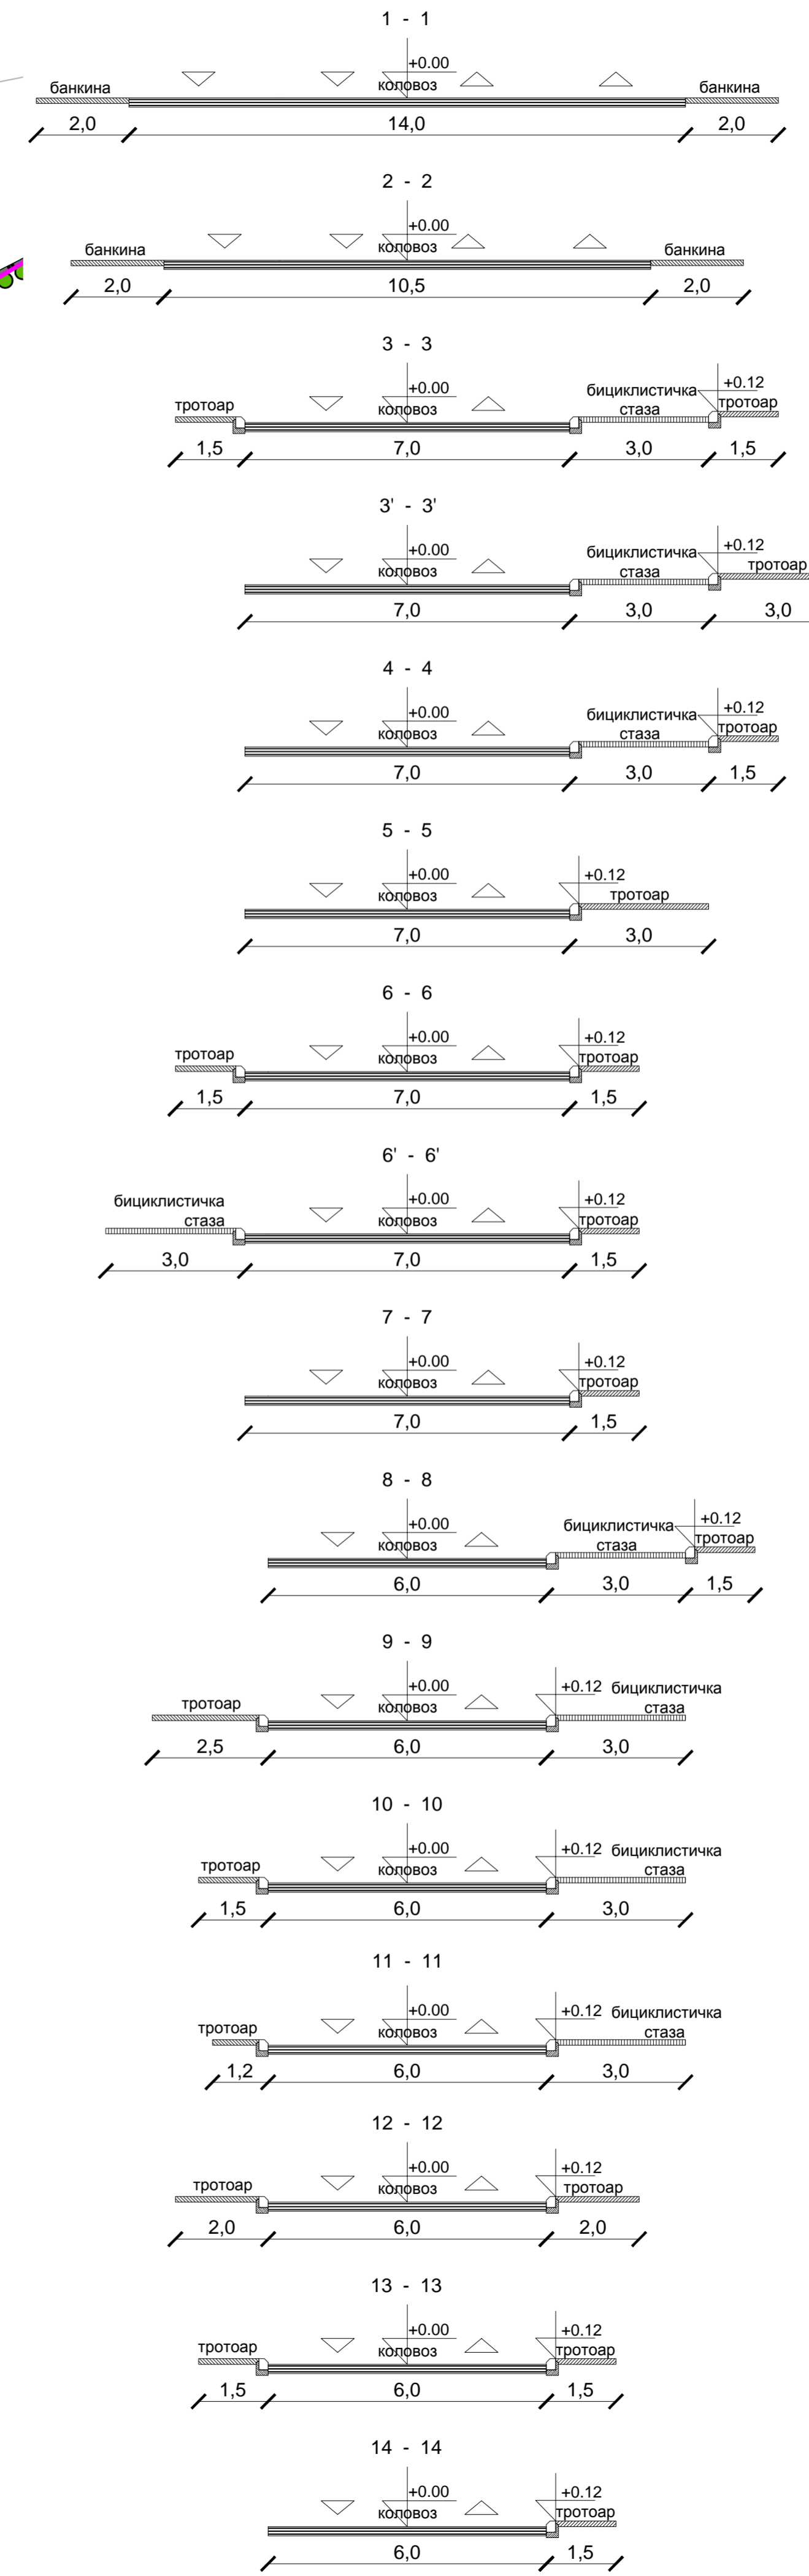 1 - 1
+0.00
банкина коловоз банкина
2,0 14,0 2,0
2 - 2
+0.00
банкина коловоз банкина
2,0 10,5 2,0
3 - 3
+0.00 +0.12
бициклистичка
тротоар коловоз стаза тротоар
1,5 7,0 3,0 1,5
3' - 3'
+0.00 +0.12
бициклистичка
коловоз стаза тротоар
7,0 3,0 3,0
4 - 4
+0.00 +0.12
бициклистичка
коловоз стаза тротоар
7,0 3,0 1,5
5 - 5
+0.00 +0.12
коловоз тротоар
7,0 3,0
6 - 6
+0.00 +0.12
тротоар коловоз тротоар
1,5 7,0 1,5
6' - 6'
+0.00 +0.12
бициклистичка
стаза коловоз тротоар
3,0 7,0 1,5
7 - 7
+0.00 +0.12
коловоз тротоар
7,0 1,5
8 - 8
+0.00 +0.12
бициклистичка
коловоз стаза тротоар
6,0 3,0 1,5
9 - 9
+0.00 +0.12 бициклистичка
тротоар коловоз стаза
2,5 6,0 3,0
10 - 10
+0.00 +0.12 бициклистичка
тротоар коловоз стаза
1,5 6,0 3,0
11 - 11
+0.00 +0.12 бициклистичка
тротоар коловоз стаза
1,2 6,0 3,0
12 - 12
+0.00 +0.12
тротоар коловоз тротоар
2,0 6,0 2,0
13 - 13
+0.00 +0.12
тротоар коловоз тротоар
1,5 6,0 1,5
14 - 14
+0.00 +0.12
коловоз тротоар
6,0 1,5